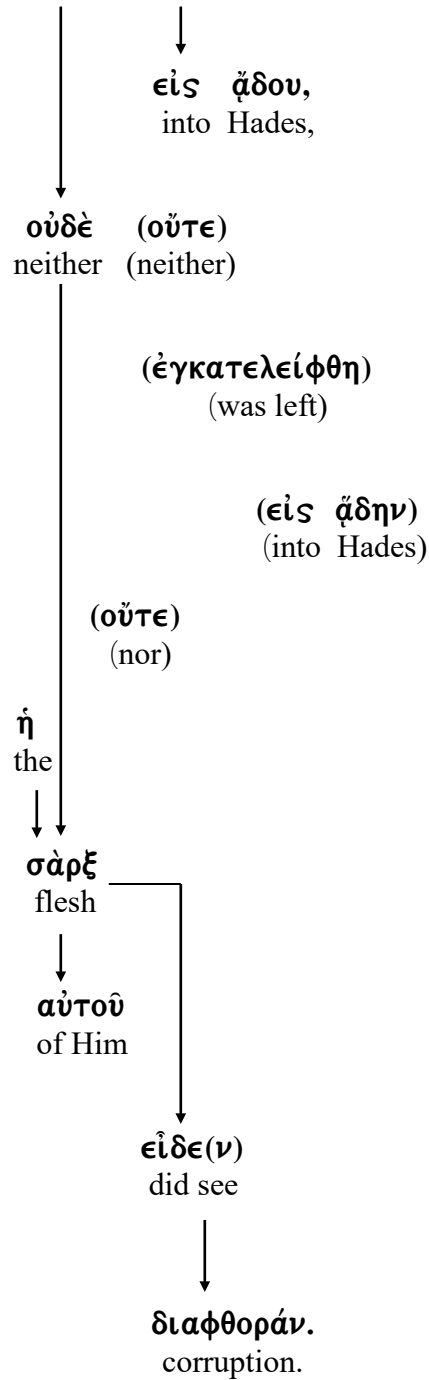 εἰς ᾄδου,
into Hades,
οὐδὲ (οὔτε)
neither (neither)
(ἐγκατελείφθη)
(was left)
(εἰς ᾅδην)
(into Hades)
(οὔτε)
(nor)
ἡ
the
σὰρξ
flesh
αὐτοῦ
of Him
εἶδε(ν)
did see
διαφθοράν.
corruption.